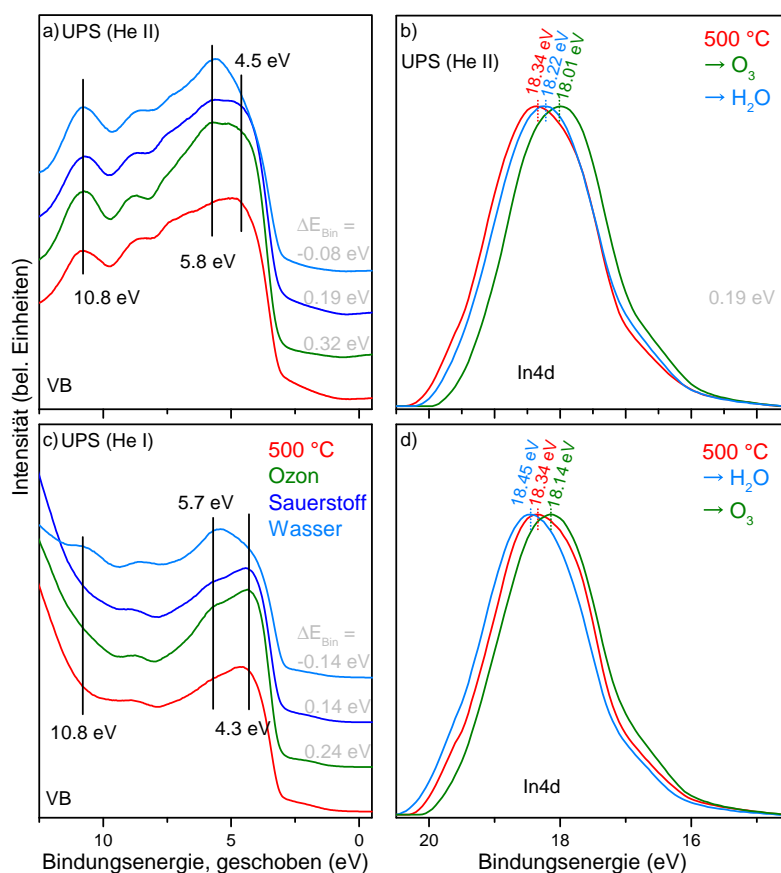 a) UPS (He II)
4.5 eV
ΔE_Bin =
-0.08 eV
5.8 eV
10.8 eV
0.19 eV
0.32 eV
VB
b)
UPS (He II)
18.34 eV
18.22 eV
18.01 eV
500 °C
→ O₃
→ H₂O
0.19 eV
In4d
Intensität (bel. Einheiten)
c) UPS (He I)
500 °C
Ozon
Sauerstoff
Wasser
5.7 eV
ΔE_Bin =
-0.14 eV
0.14 eV
10.8 eV
4.3 eV
0.24 eV
VB
10 5 0
Bindungsenergie, geschoben (eV)
d)
18.45 eV
18.34 eV
18.14 eV
500 °C
→ H₂O
→ O₃
In4d
20 18 16
Bindungsenergie (eV)